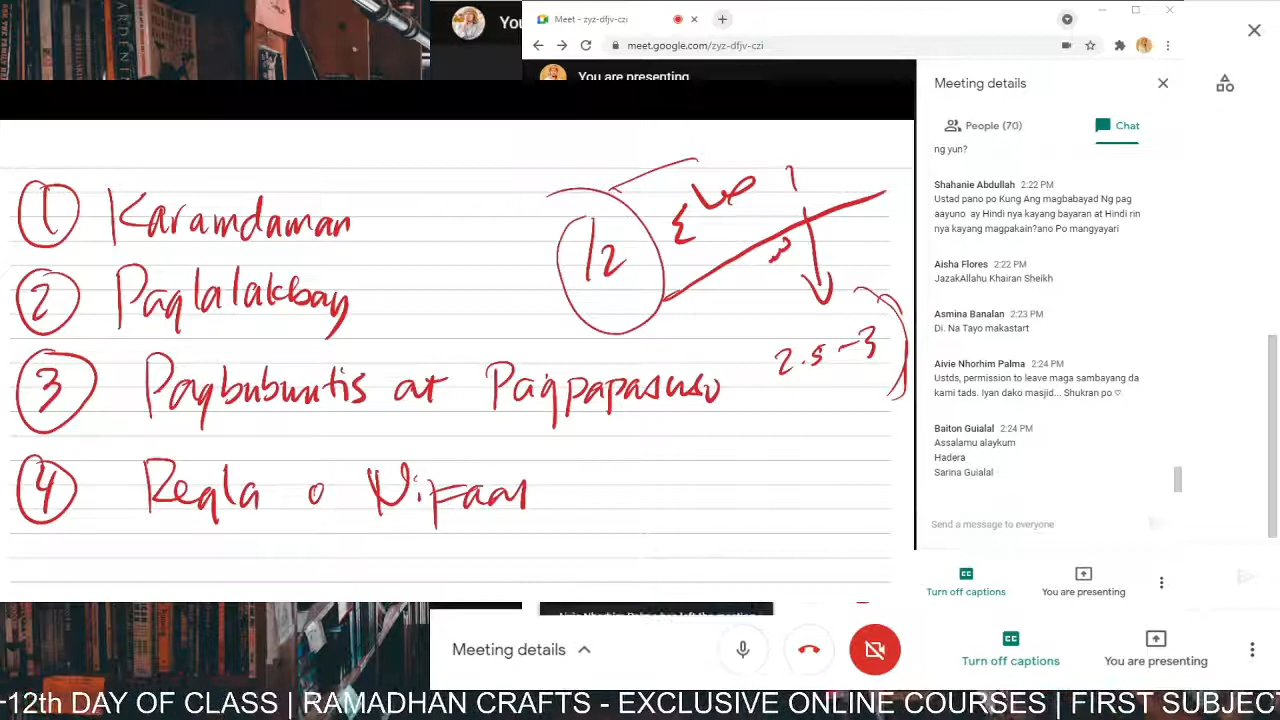 You
Meet - zyz-dfjv-czi
meet.google.com/zyz-dfjv-czi
You are presenting
Meeting details
People (70)
Chat
ng yun?
Shahanie Abdullah 2:22 PM
Ustad pano po Kung Ang magbabayad Ng pag
aayuno ay Hindi nya kayang bayaran at Hindi rin
nya kayang magpakain?ano Po mangyayari
Aisha Flores 2:22 PM
JazakAllahu Khairan Sheikh
Asmina Banalan 2:23 PM
Di. Na Tayo makastart
Aivie Nhorhim Palma 2:24 PM
Ustds, permission to leave maga sambayang da
kami tads. Iyan dako masjid... Shukran po ♡
Baiton Guialal 2:24 PM
Assalamu alaykum
Hadera
Sarina Guialal
Send a message to everyone
Turn off captions
You are presenting
1 Karamdaman
12
2 Paglalakbay
2.5 - 3
3 Pagbubuntis at Pagpapasuso
4 Regla o Nifaas
Meeting details
Turn off captions
You are presenting
-12th DAY OF CLASS | RAMADHAN CRAFTS - EXCLUSIVE ONLINE COURSES | FIRST SUBJEC